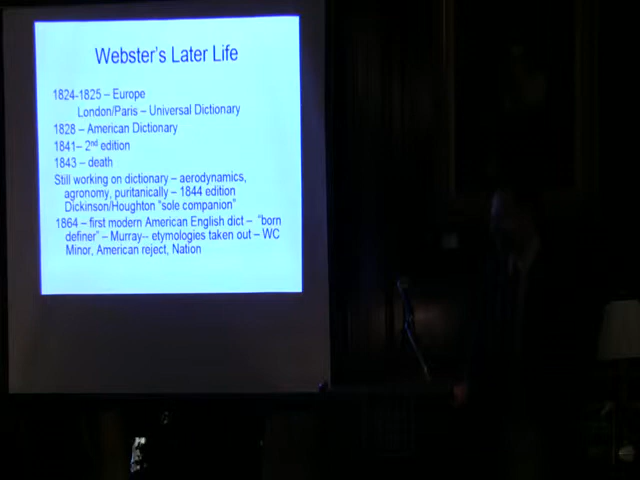 Webster's Later Life
1824-1825 – Europe
London/Paris – Universal Dictionary
1828 – American Dictionary
1841– 2nd edition
1843 – death
Still working on dictionary – aerodynamics,
agronomy, puritanically – 1844 edition
Dickinson/Houghton "sole companion"
1864 – first modern American English dict – "born
definer" – Murray-- etymologies taken out – WC
Minor, American reject, Nation